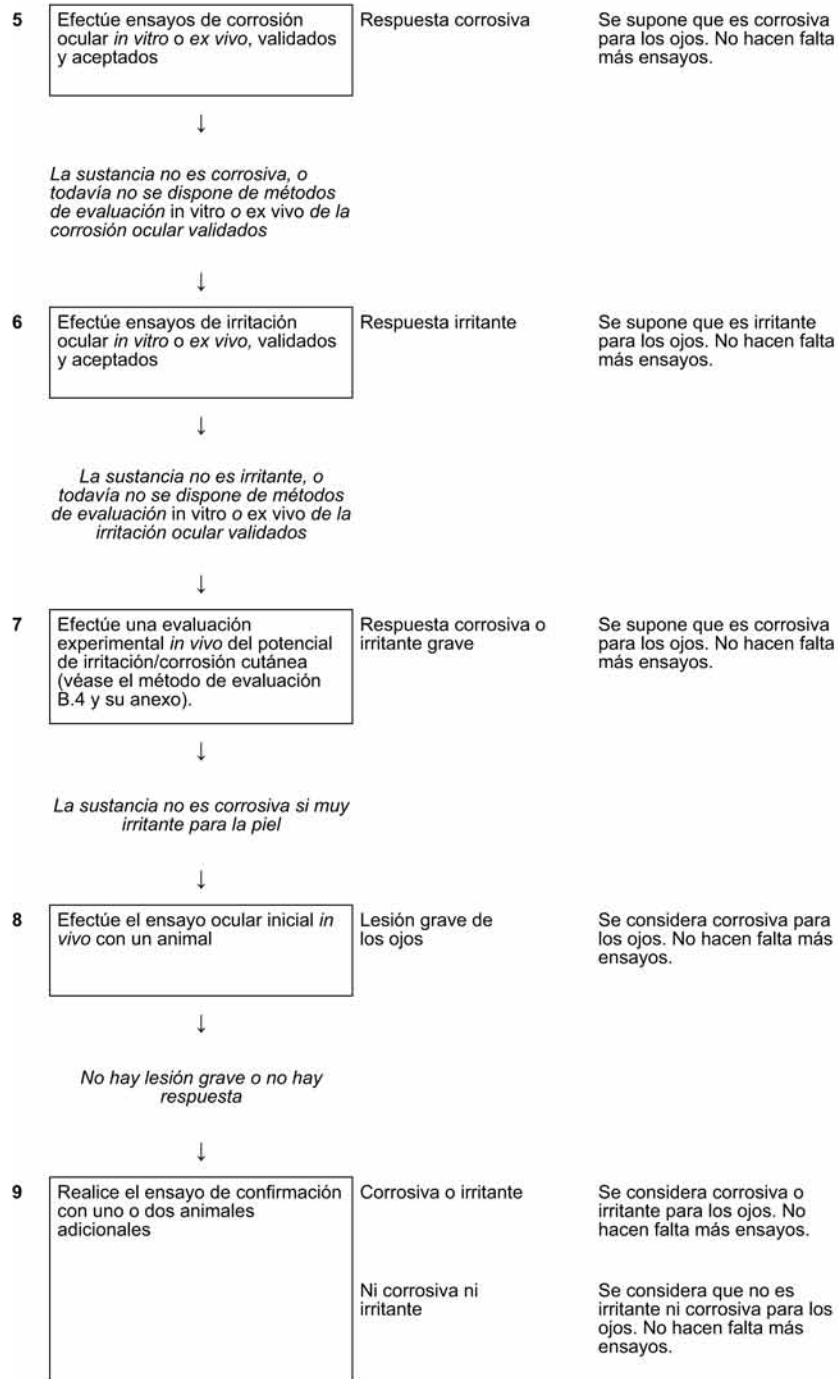 5
Efectúe ensayos de corrosión
ocular in vitro o ex vivo, validados
y aceptados
Respuesta corrosiva
Se supone que es corrosiva
para los ojos. No hacen falta
más ensayos.
↓
La sustancia no es corrosiva, o
todavía no se dispone de métodos
de evaluación in vitro o ex vivo de la
corrosión ocular validados
↓
6
Efectúe ensayos de irritación
ocular in vitro o ex vivo, validados
y aceptados
Respuesta irritante
Se supone que es irritante
para los ojos. No hacen falta
más ensayos.
↓
La sustancia no es irritante, o
todavía no se dispone de métodos
de evaluación in vitro o ex vivo de la
irritación ocular validados
↓
7
Efectúe una evaluación
experimental in vivo del potencial
de irritación/corrosión cutánea
(véase el método de evaluación
B.4 y su anexo).
Respuesta corrosiva o
irritante grave
Se supone que es corrosiva
para los ojos. No hacen falta
más ensayos.
↓
La sustancia no es corrosiva si muy
irritante para la piel
↓
8
Efectúe el ensayo ocular inicial in
vivo con un animal
Lesión grave de
los ojos
Se considera corrosiva para
los ojos. No hacen falta más
ensayos.
↓
No hay lesión grave o no hay
respuesta
↓
9
Realice el ensayo de confirmación
con uno o dos animales
adicionales
Corrosiva o irritante
Se considera corrosiva o
irritante para los ojos. No
hacen falta más ensayos.
Ni corrosiva ni
irritante
Se considera que no es
irritante ni corrosiva para los
ojos. No hacen falta más
ensayos.